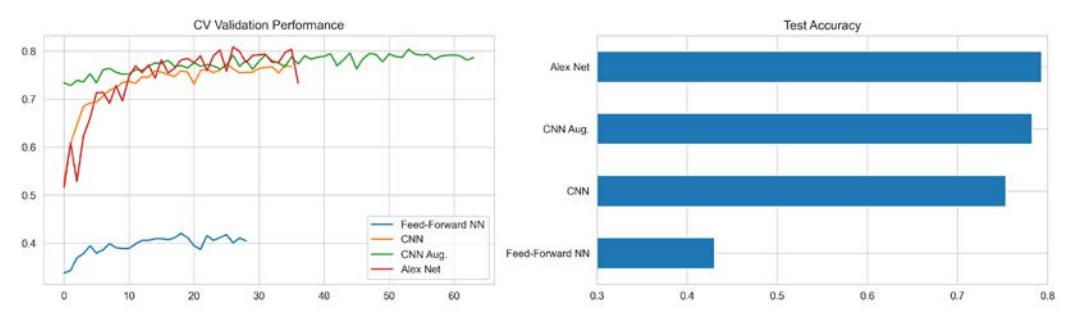 CV Validation Performance
0.8
0.7
0.6
0.5
0.4
0
10
20
30
40
50
60
Feed-Forward NN
CNN
CNN Aug.
Alex Net
Test Accuracy
Alex Net
CNN Aug.
CNN
Feed-Forward NN
0.3
0.4
0.5
0.6
0.7
0.8